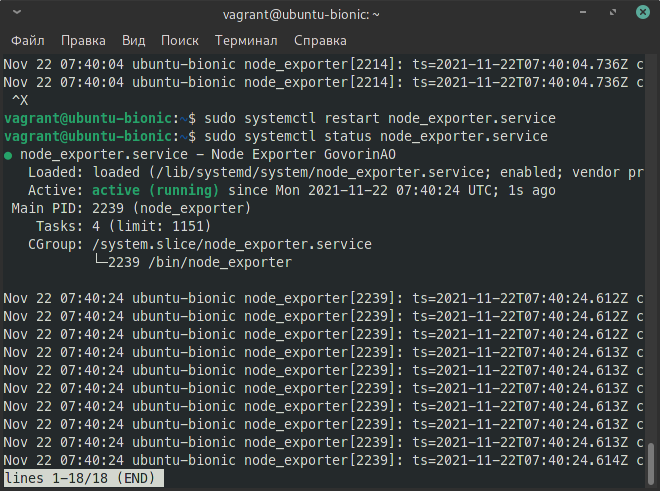 vagrant@ubuntu-bionic: ~
Файл Правка Вид Поиск Терминал Справка
Nov 22 07:40:04 ubuntu-bionic node_exporter[2214]: ts=2021-11-22T07:40:04.736Z c
Nov 22 07:40:04 ubuntu-bionic node_exporter[2214]: ts=2021-11-22T07:40:04.736Z c
^X
vagrant@ubuntu-bionic:~$ sudo systemctl restart node_exporter.service
vagrant@ubuntu-bionic:~$ sudo systemctl status node_exporter.service
● node_exporter.service - Node Exporter GovorinAO
Loaded: loaded (/lib/systemd/system/node_exporter.service; enabled; vendor pr
Active: active (running) since Mon 2021-11-22 07:40:24 UTC; 1s ago
Main PID: 2239 (node_exporter)
Tasks: 4 (limit: 1151)
CGroup: /system.slice/node_exporter.service
└─2239 /bin/node_exporter
Nov 22 07:40:24 ubuntu-bionic node_exporter[2239]: ts=2021-11-22T07:40:24.612Z c
Nov 22 07:40:24 ubuntu-bionic node_exporter[2239]: ts=2021-11-22T07:40:24.612Z c
Nov 22 07:40:24 ubuntu-bionic node_exporter[2239]: ts=2021-11-22T07:40:24.612Z c
Nov 22 07:40:24 ubuntu-bionic node_exporter[2239]: ts=2021-11-22T07:40:24.613Z c
Nov 22 07:40:24 ubuntu-bionic node_exporter[2239]: ts=2021-11-22T07:40:24.613Z c
Nov 22 07:40:24 ubuntu-bionic node_exporter[2239]: ts=2021-11-22T07:40:24.613Z c
Nov 22 07:40:24 ubuntu-bionic node_exporter[2239]: ts=2021-11-22T07:40:24.613Z c
Nov 22 07:40:24 ubuntu-bionic node_exporter[2239]: ts=2021-11-22T07:40:24.613Z c
Nov 22 07:40:24 ubuntu-bionic node_exporter[2239]: ts=2021-11-22T07:40:24.613Z c
Nov 22 07:40:24 ubuntu-bionic node_exporter[2239]: ts=2021-11-22T07:40:24.614Z c
lines 1-18/18 (END)